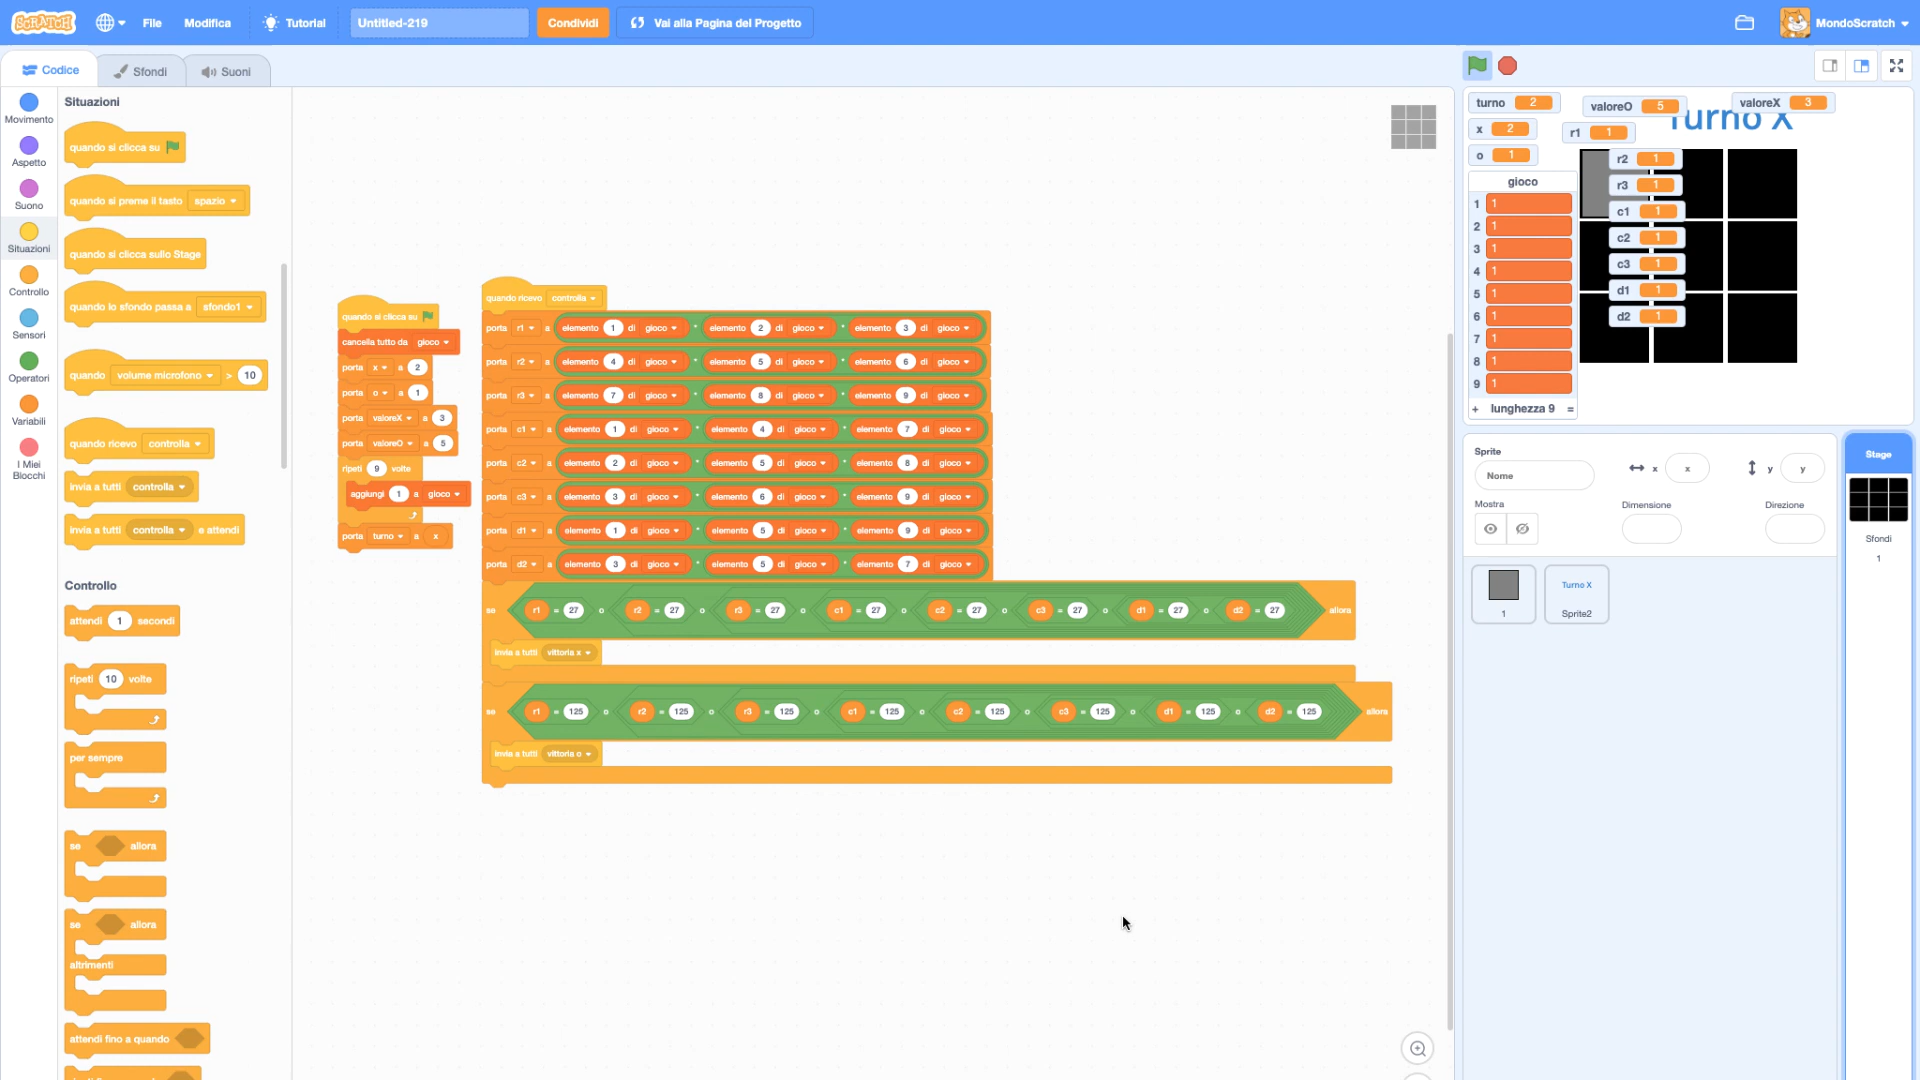 SCRATCH File Modifica Tutorial Untitled-219 Condividi Vai alla Pagina del Progetto MondoScratch
Codice Sfondi Suoni
Movimento
Aspetto
Suono
Situazioni
Controllo
Sensori
Operatori
Variabili
I Miei
Blocchi
Situazioni
quando si clicca su
quando si preme il tasto spazio
quando si clicca sullo Stage
quando lo sfondo passa a sfondo1
quando volume microfono > 10
quando ricevo controlla
invia a tutti controlla
invia a tutti controlla e attendi
Controllo
attendi 1 secondi
ripeti 10 volte
per sempre
se allora
se allora
altrimenti
attendi fino a quando
quando si clicca su
cancella tutto da gioco
porta x a 2
porta o a 1
porta valoreX a 3
porta valoreO a 5
ripeti 9 volte
aggiungi 1 a gioco
porta turno a x
quando ricevo controlla
porta r1 a elemento 1 di gioco * elemento 2 di gioco * elemento 3 di gioco
porta r2 a elemento 4 di gioco * elemento 5 di gioco * elemento 6 di gioco
porta r3 a elemento 7 di gioco * elemento 8 di gioco * elemento 9 di gioco
porta c1 a elemento 1 di gioco * elemento 4 di gioco * elemento 7 di gioco
porta c2 a elemento 2 di gioco * elemento 5 di gioco * elemento 8 di gioco
porta c3 a elemento 3 di gioco * elemento 6 di gioco * elemento 9 di gioco
porta d1 a elemento 1 di gioco * elemento 5 di gioco * elemento 9 di gioco
porta d2 a elemento 3 di gioco * elemento 5 di gioco * elemento 7 di gioco
se r1 = 27 o r2 = 27 o r3 = 27 o c1 = 27 o c2 = 27 o c3 = 27 o d1 = 27 o d2 = 27 allora
invia a tutti vittoria x
se r1 = 125 o r2 = 125 o r3 = 125 o c1 = 125 o c2 = 125 o c3 = 125 o d1 = 125 o d2 = 125 allora
invia a tutti vittoria o
turno 2 valoreO 5 valoreX 3
Turno X
x 2 r1 1
o 1 r2 1
r3 1
c1 1
c2 1
c3 1
d1 1
d2 1
gioco
1 1
2 1
3 1
4 1
5 1
6 1
7 1
8 1
9 1
+ lunghezza 9 =
Sprite
Nome x x y y
Mostra Dimensione Direzione
1
Turno X
Sprite2
Stage
Sfondi
1